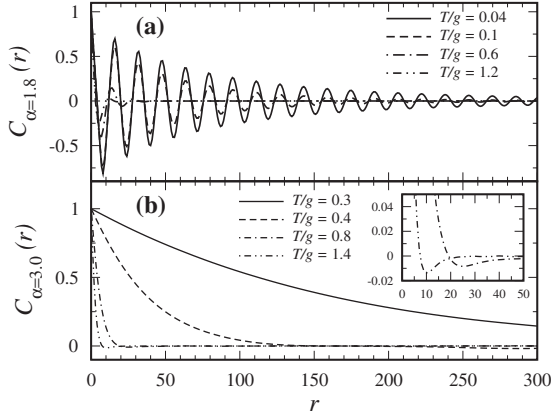 1
(a)
T/g = 0.04
T/g = 0.1
T/g = 0.6
T/g = 1.2
0.5
0
-0.5
C α=1.8 (r)
(b)
T/g = 0.3
T/g = 0.4
T/g = 0.8
T/g = 1.4
1
0.5
0
C α=3.0 (r)
0.04
0.02
0
-0.02
0 10 20 30 40 50
0 50 100 150 200 250 300
r